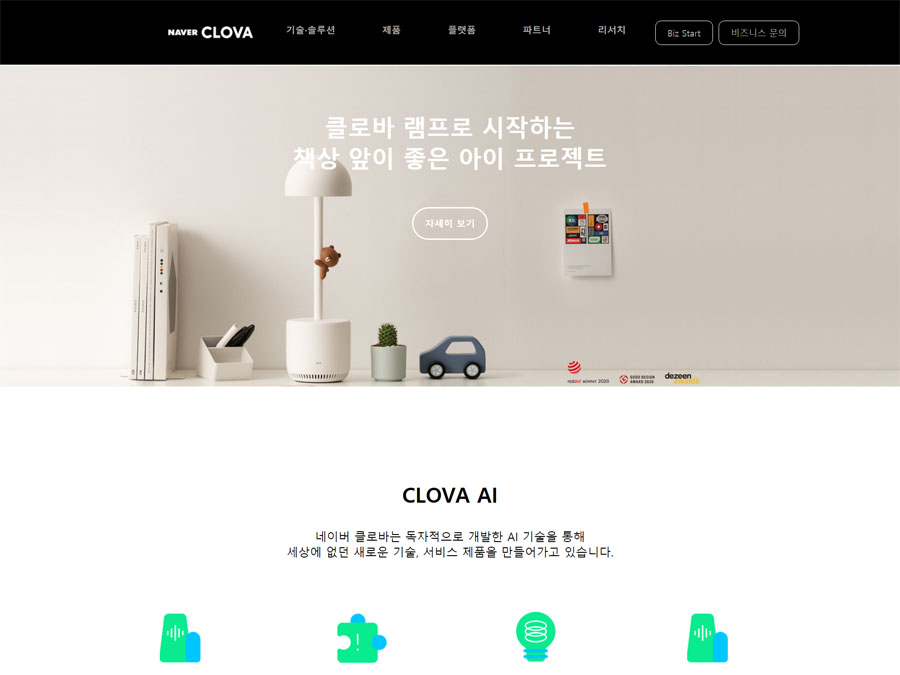 NAVER CLOVA
기술·솔루션
제품
플랫폼
파트너
리서치
Biz Start
비즈니스 문의
클로바 램프로 시작하는
책상 앞이 좋은 아이 프로젝트
자세히 보기
reddot winner 2020
GOOD DESIGN
AWARD 2020
dezeen
awards
CLOVA AI
네이버 클로바는 독자적으로 개발한 AI 기술을 통해
세상에 없던 새로운 기술, 서비스 제품을 만들어가고 있습니다.